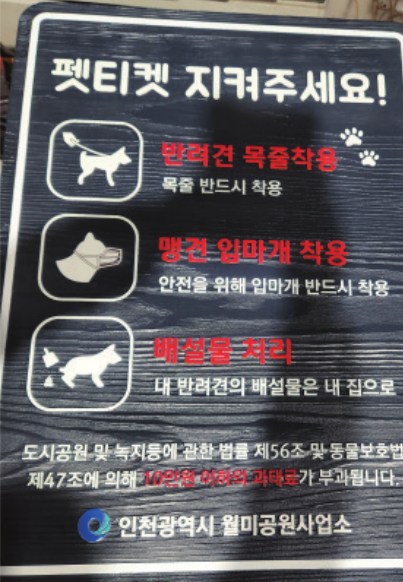 펫티켓 지켜주세요!
반려견 목줄착용
목줄 반드시 착용
맹견 입마개 착용
안전을 위해 입마개 반드시 착용
배설물 처리
내 반려견의 배설물은 내 집으로
도시공원 및 녹지등에 관한 법률 제56조 및 동물보호법
제47조에 의해 10만원 이하의 과태료가 부과됩니다.
인천광역시 월미공원사업소